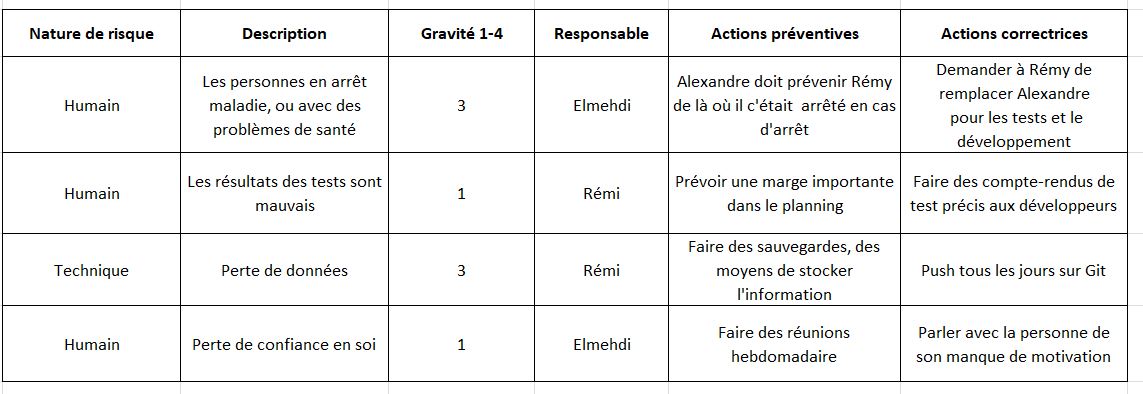 Nature de risque
Description
Gravité 1-4
Responsable
Actions préventives
Actions correctrices
Humain
Les personnes en arrêt
maladie, ou avec des
problèmes de santé
3
Elmehdi
Alexandre doit prévenir Rémy
de là où il c'était  arrêté en cas
d'arrêt
Demander à Rémy de
remplacer Alexandre
pour les tests et le
développement
Humain
Les résultats des tests sont
mauvais
1
Rémi
Prévoir une marge importante
dans le planning
Faire des compte-rendus de
test précis aux développeurs
Technique
Perte de données
3
Rémi
Faire des sauvegardes, des
moyens de stocker
l'information
Push tous les jours sur Git
Humain
Perte de confiance en soi
1
Elmehdi
Faire des réunions
hebdomadaire
Parler avec la personne de
son manque de motivation